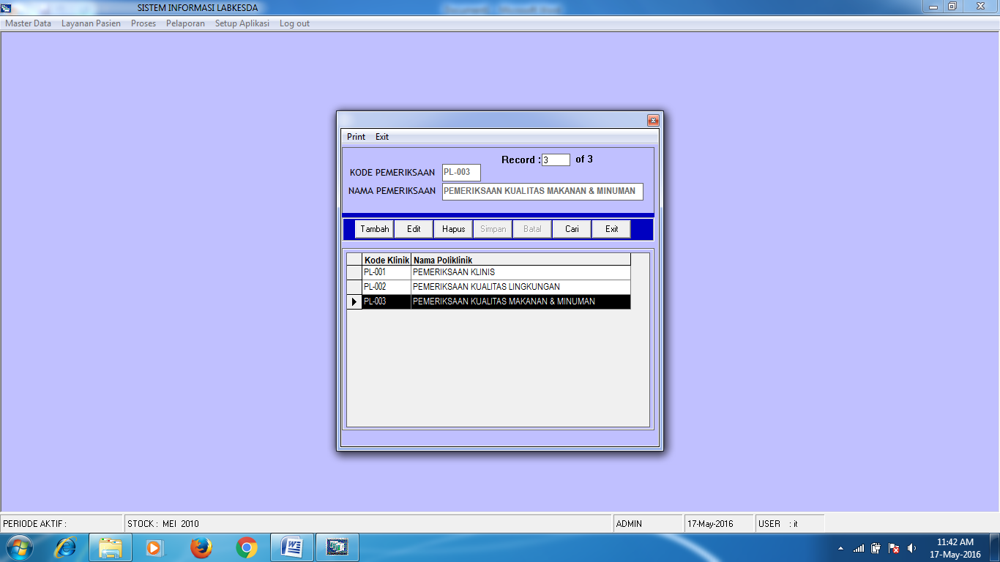 SISTEM INFORMASI LABKESDA
Master Data Layanan Pasien Proses Pelaporan Setup Aplikasi Log out
Print Exit
Record : 3 of 3
KODE PEMERIKSAAN PL-003
NAMA PEMERIKSAAN PEMERIKSAAN KUALITAS MAKANAN & MINUMAN
Tambah Edit Hapus Simpan Batal Cari Exit
Kode Klinik Nama Poliklinik
PL-001 PEMERIKSAAN KLINIS
PL-002 PEMERIKSAAN KUALITAS LINGKUNGAN
PL-003 PEMERIKSAAN KUALITAS MAKANAN & MINUMAN
PERIODE AKTIF : STOCK : MEI 2010 ADMIN 17-May-2016 USER : it
11:42 AM
17-May-2016